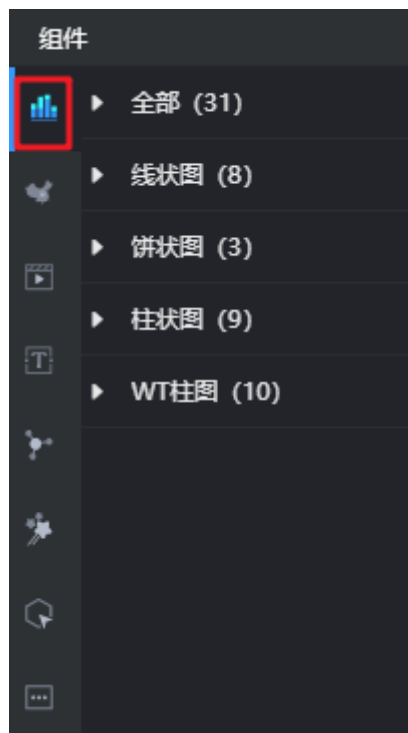 组件
全部 (31)
线状图 (8)
饼状图 (3)
柱状图 (9)
WT柱图 (10)
T